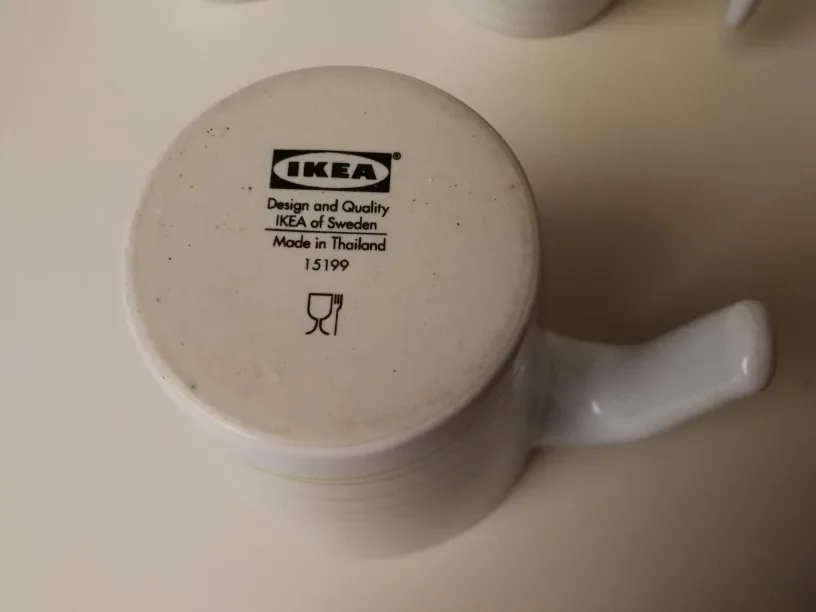 IKEA®
Design and Quality
IKEA of Sweden
Made in Thailand
15199